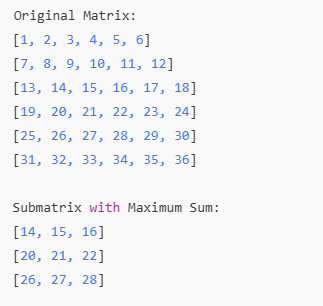 Original Matrix:
[1, 2, 3, 4, 5, 6]
[7, 8, 9, 10, 11, 12]
[13, 14, 15, 16, 17, 18]
[19, 20, 21, 22, 23, 24]
[25, 26, 27, 28, 29, 30]
[31, 32, 33, 34, 35, 36]
Submatrix with Maximum Sum:
[14, 15, 16]
[20, 21, 22]
[26, 27, 28]